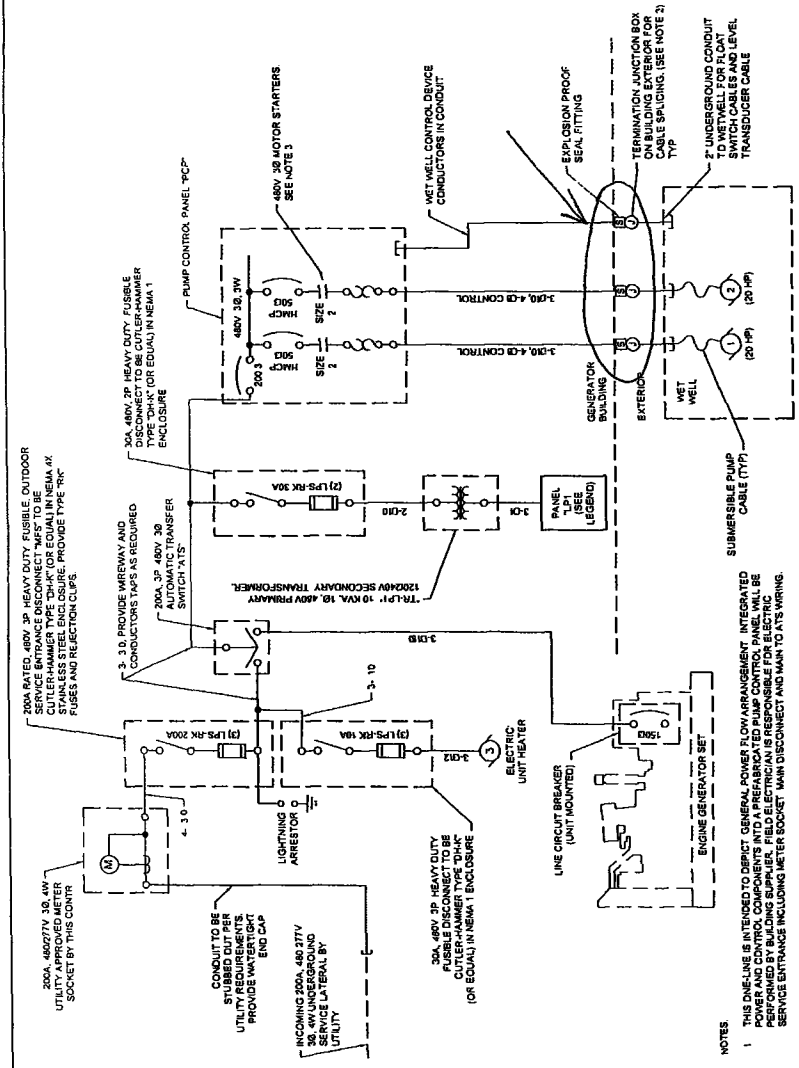 200A RATED, 480V 3P HEAVY DUTY FUSIBLE, OUTDOOR
SERVICE ENTRANCE DISCONNECT "MFS" TO BE
CUTLER-HAMMER TYPE "DH-K" (OR EQUAL) IN NEMA 4X
STAINLESS STEEL ENCLOSURE. PROVIDE TYPE "RK"
FUSES AND REJECTION CLIPS.
200A, 480/277V 3Ø, 4W
UTILITY APPROVED METER
SOCKET BY THIS CONTR
M
4- 3 0
3- 3 0, PROVIDE WIREWAY AND
CONDUCTORS TAPS AS REQUIRED
200A, 3P 480V 3Ø
AUTOMATIC TRANSFER
SWITCH "ATS"
30A, 480V, 2P HEAVY DUTY FUSIBLE
DISCONNECT TO BE CUTLER-HAMMER
TYPE "DH-K" (OR EQUAL) IN NEMA 1
ENCLOSURE
PUMP CONTROL PANEL "PCP"
480V 3Ø MOTOR STARTERS.
SEE NOTE 3
480V 3Ø, 3W
200 3
HMCP
SIZE
2
HMCP
SIZE
2
WET WELL CONTROL DEVICE
CONDUCTORS IN CONDUIT
(3) LPS-RK 200A
(3) LPS-RK 10A
3- 10
(2) LPS-RK 30A
"TR-LP1" 10 KVA, 1Ø, 480V PRIMARY
120/240V SECONDARY TRANSFORMER.
PANEL
"LP1
(SEE
LEGEND)
LIGHTNING
ARRESTOR
3
ELECTRIC
UNIT HEATER
CONDUIT TO BE
STUBBED OUT PER
UTILITY REQUIREMENTS.
PROVIDE WATERTIGHT
END CAP
INCOMING 200A, 480 277V
3Ø, 4W UNDERGROUND
SERVICE LATERAL BY
UTILITY
30A, 480V 3P HEAVY DUTY
FUSIBLE DISCONNECT TO BE
CUTLER-HAMMER TYPE "DH-K"
(OR EQUAL) IN NEMA 1 ENCLOSURE
LINE CIRCUIT BREAKER
(UNIT MOUNTED)
ENGINE GENERATOR SET
GENERATOR
BUILDING
EXTERIOR
S
J
S
J
S
J
EXPLOSION PROOF
SEAL FITTING
TERMINATION JUNCTION BOX
ON BUILDING EXTERIOR FOR
CABLE SPLICING. (SEE NOTE 2)
TYP
2" UNDERGROUND CONDUIT
TO WETWELL FOR FLOAT
SWITCH CABLES AND LEVEL
TRANSDUCER CABLE
WET
WELL
1
(20 HP)
2
(20 HP)
SUBMERSIBLE PUMP
CABLE (TYP)
NOTES.
1 THIS ONE-LINE IS INTENDED TO DEPICT GENERAL POWER FLOW ARRANGEMENT INTEGRATED
POWER AND CONTROL COMPONENTS INTO A PREFABRICATED PUMP CONTROL PANEL WILL BE
PERFORMED BY BUILDING SUPPLIER. FIELD ELECTRICIAN IS RESPONSIBLE FOR ELECTRIC
SERVICE ENTRANCE INCLUDING METER SOCKET MAIN DISCONNECT AND MAIN TO ATS WIRING.